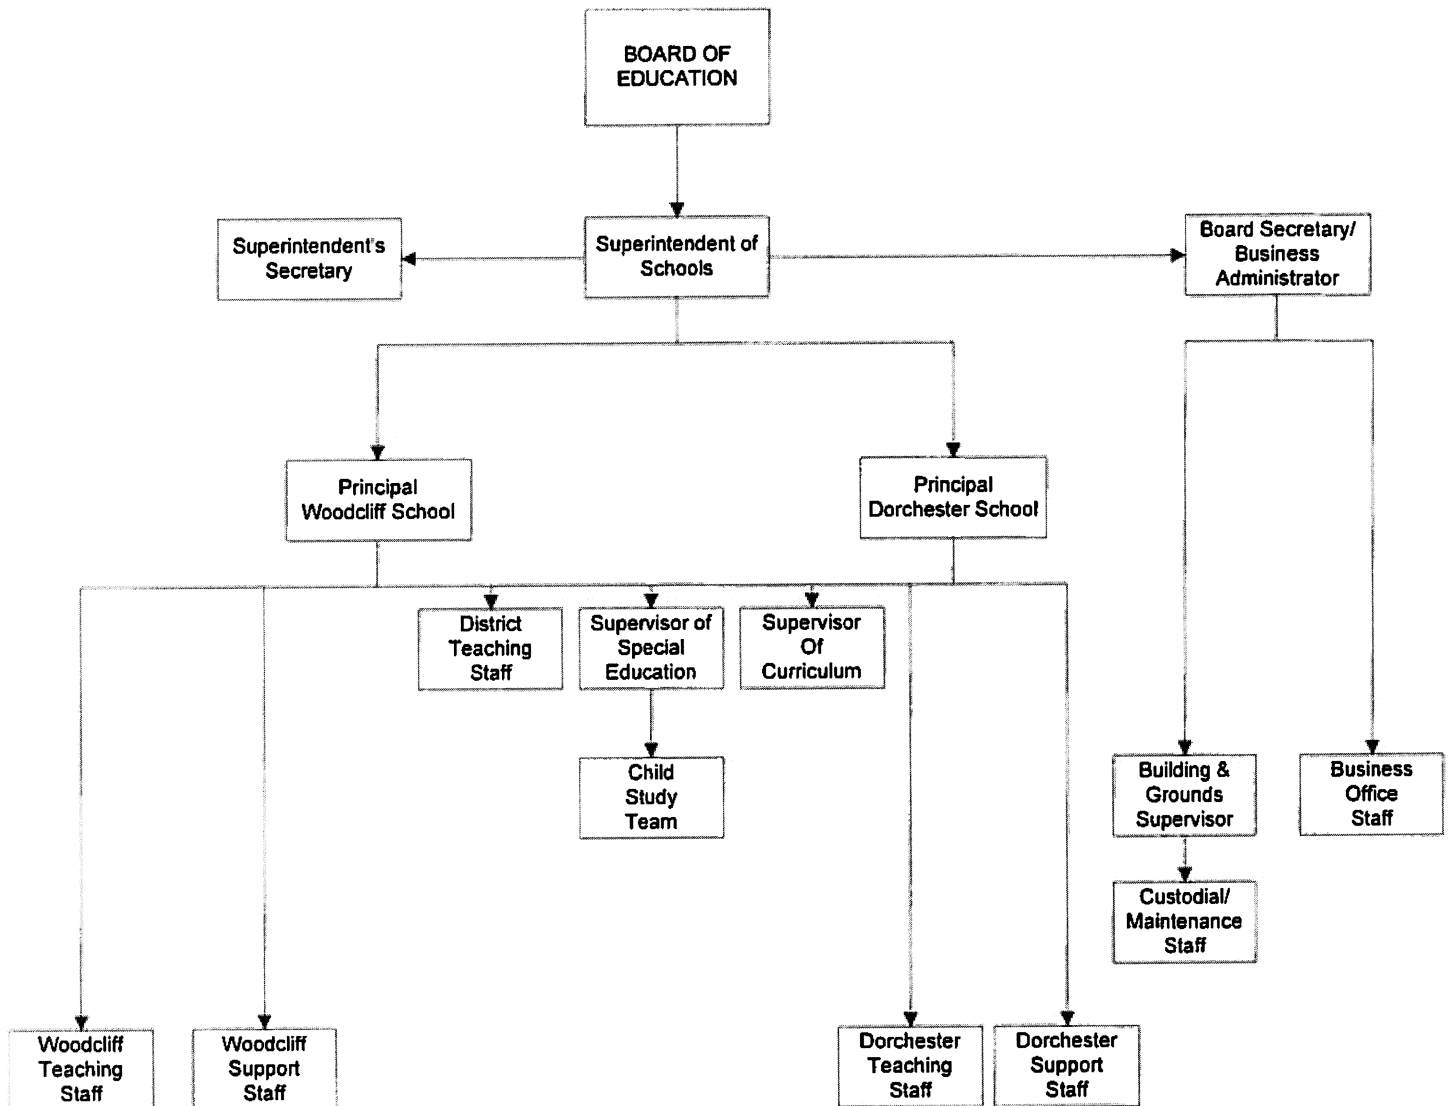 BOARD OF
EDUCATION
Superintendent's
Secretary
Superintendent of
Schools
Board Secretary/
Business
Administrator
Principal
Woodcliff School
Principal
Dorchester School
District
Teaching
Staff
Supervisor of
Special
Education
Supervisor
Of
Curriculum
Child
Study
Team
Building &
Grounds
Supervisor
Business
Office
Staff
Custodial/
Maintenance
Staff
Woodcliff
Teaching
Staff
Woodcliff
Support
Staff
Dorchester
Teaching
Staff
Dorchester
Support
Staff